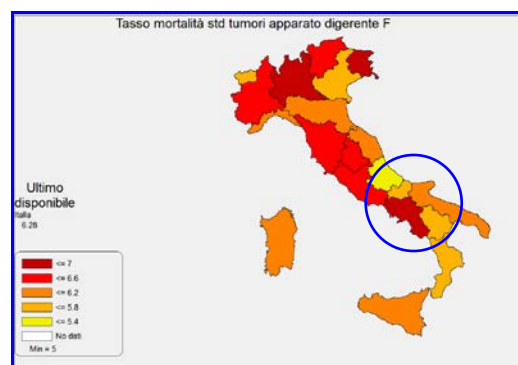 Tasso mortalità std tumori apparato digerente F
Ultimo
disponibile
Italia
6.28
<= 7
<= 6.6
<= 6.2
<= 5.8
<= 5.4
No dati
Min = 5